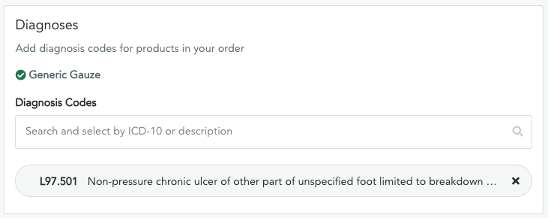 Diagnoses
Add diagnosis codes for products in your order
Generic Gauze
Diagnosis Codes
Search and select by ICD-10 or description
L97.501 Non-pressure chronic ulcer of other part of unspecified foot limited to breakdown ...